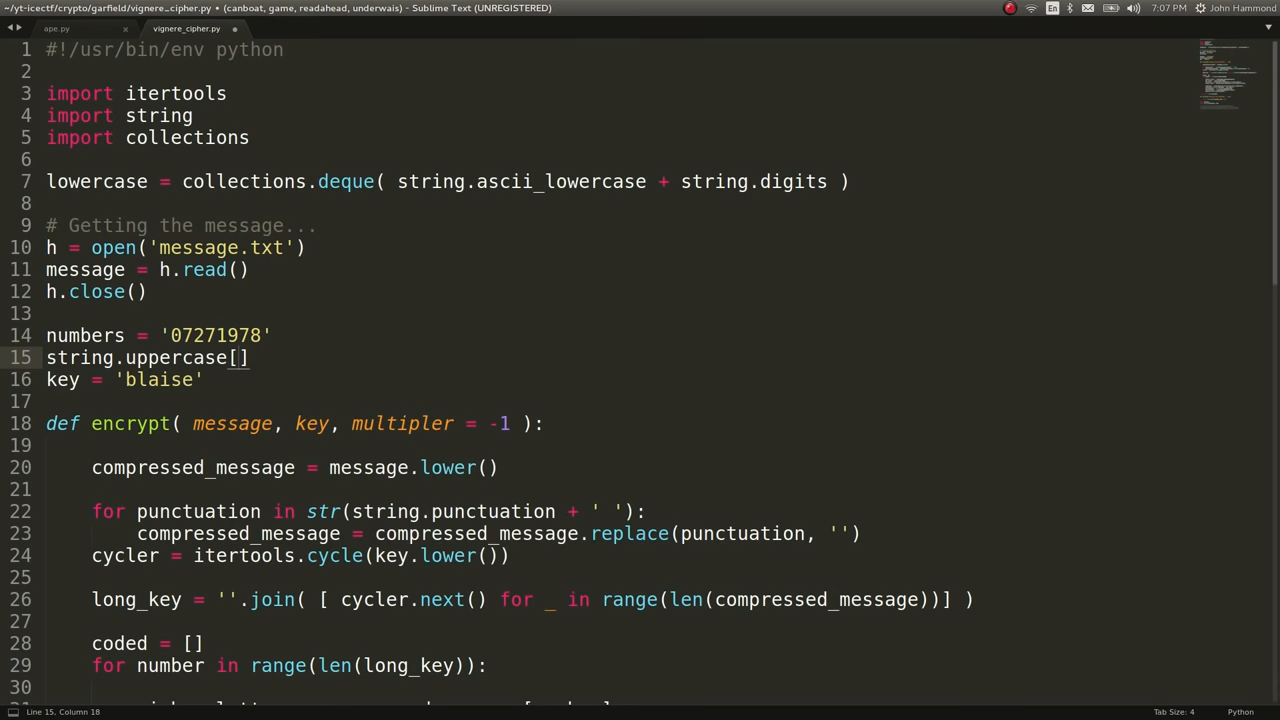 ~/yt-icectf/crypto/garfield/vignere_cipher.py • (canboat, game, readahead, underwais) - Sublime Text (UNREGISTERED)
En
7:07 PM
John Hammond
ape.py
vignere_cipher.py
1 #!/usr/bin/env python
2
3 import itertools
4 import string
5 import collections
6
7 lowercase = collections.deque( string.ascii_lowercase + string.digits )
8
9 # Getting the message...
10 h = open('message.txt')
11 message = h.read()
12 h.close()
13
14 numbers = '07271978'
15 string.uppercase[]
16 key = 'blaise'
17
18 def encrypt( message, key, multipler = -1 ):
19
20     compressed_message = message.lower()
21
22     for punctuation in str(string.punctuation + ' '):
23         compressed_message = compressed_message.replace(punctuation, '')
24     cycler = itertools.cycle(key.lower())
25
26     long_key = ''.join( [ cycler.next() for _ in range(len(compressed_message))] )
27
28     coded = []
29     for number in range(len(long_key)):
30
Line 15, Column 18
Tab Size: 4
Python